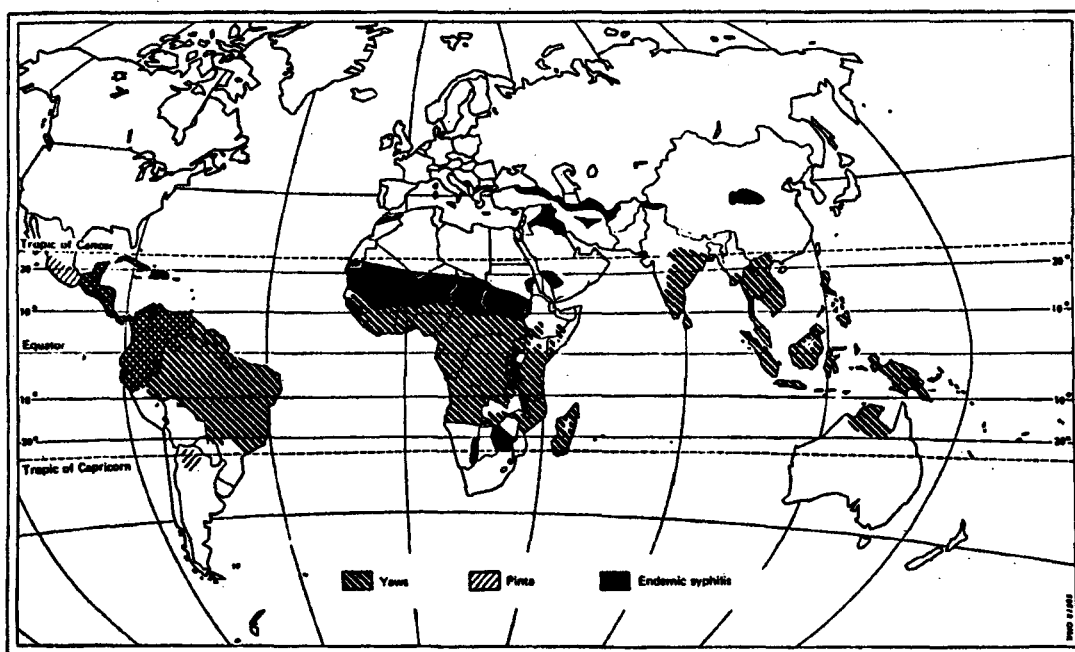 Tropic of Cancer
20°
20°
10°
10°
Equator
10°
10°
20°
20°
Tropic of Capricorn
Yaws
Pinta
Endemic syphilis